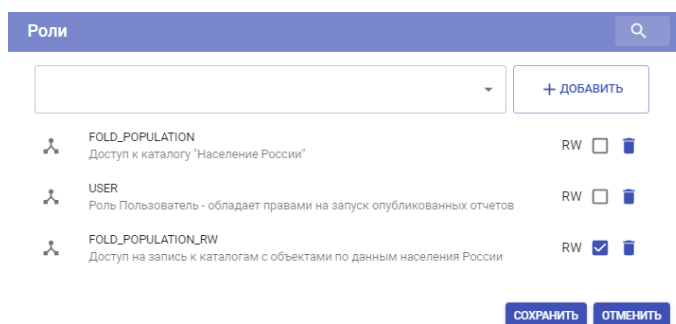 Роли
+ ДОБАВИТЬ
FOLD_POPULATION
Доступ к каталогу "Население России"
RW
USER
Роль Пользователь - обладает правами на запуск опубликованных отчетов
RW
FOLD_POPULATION_RW
Доступ на запись к каталогам с объектами по данным населения России
RW
СОХРАНИТЬ ОТМЕНИТЬ